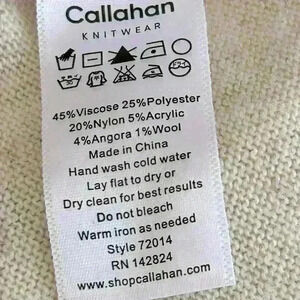 Callahan
KNITWEAR
45%Viscose 25%Polyester
20%Nylon 5%Acrylic
4%Angora 1%Wool
Made in China
Hand wash cold water
Lay flat to dry or
Dry clean for best results
Do not bleach
Warm iron as needed
Style 72014
RN 142824
www.shopcallahan.com